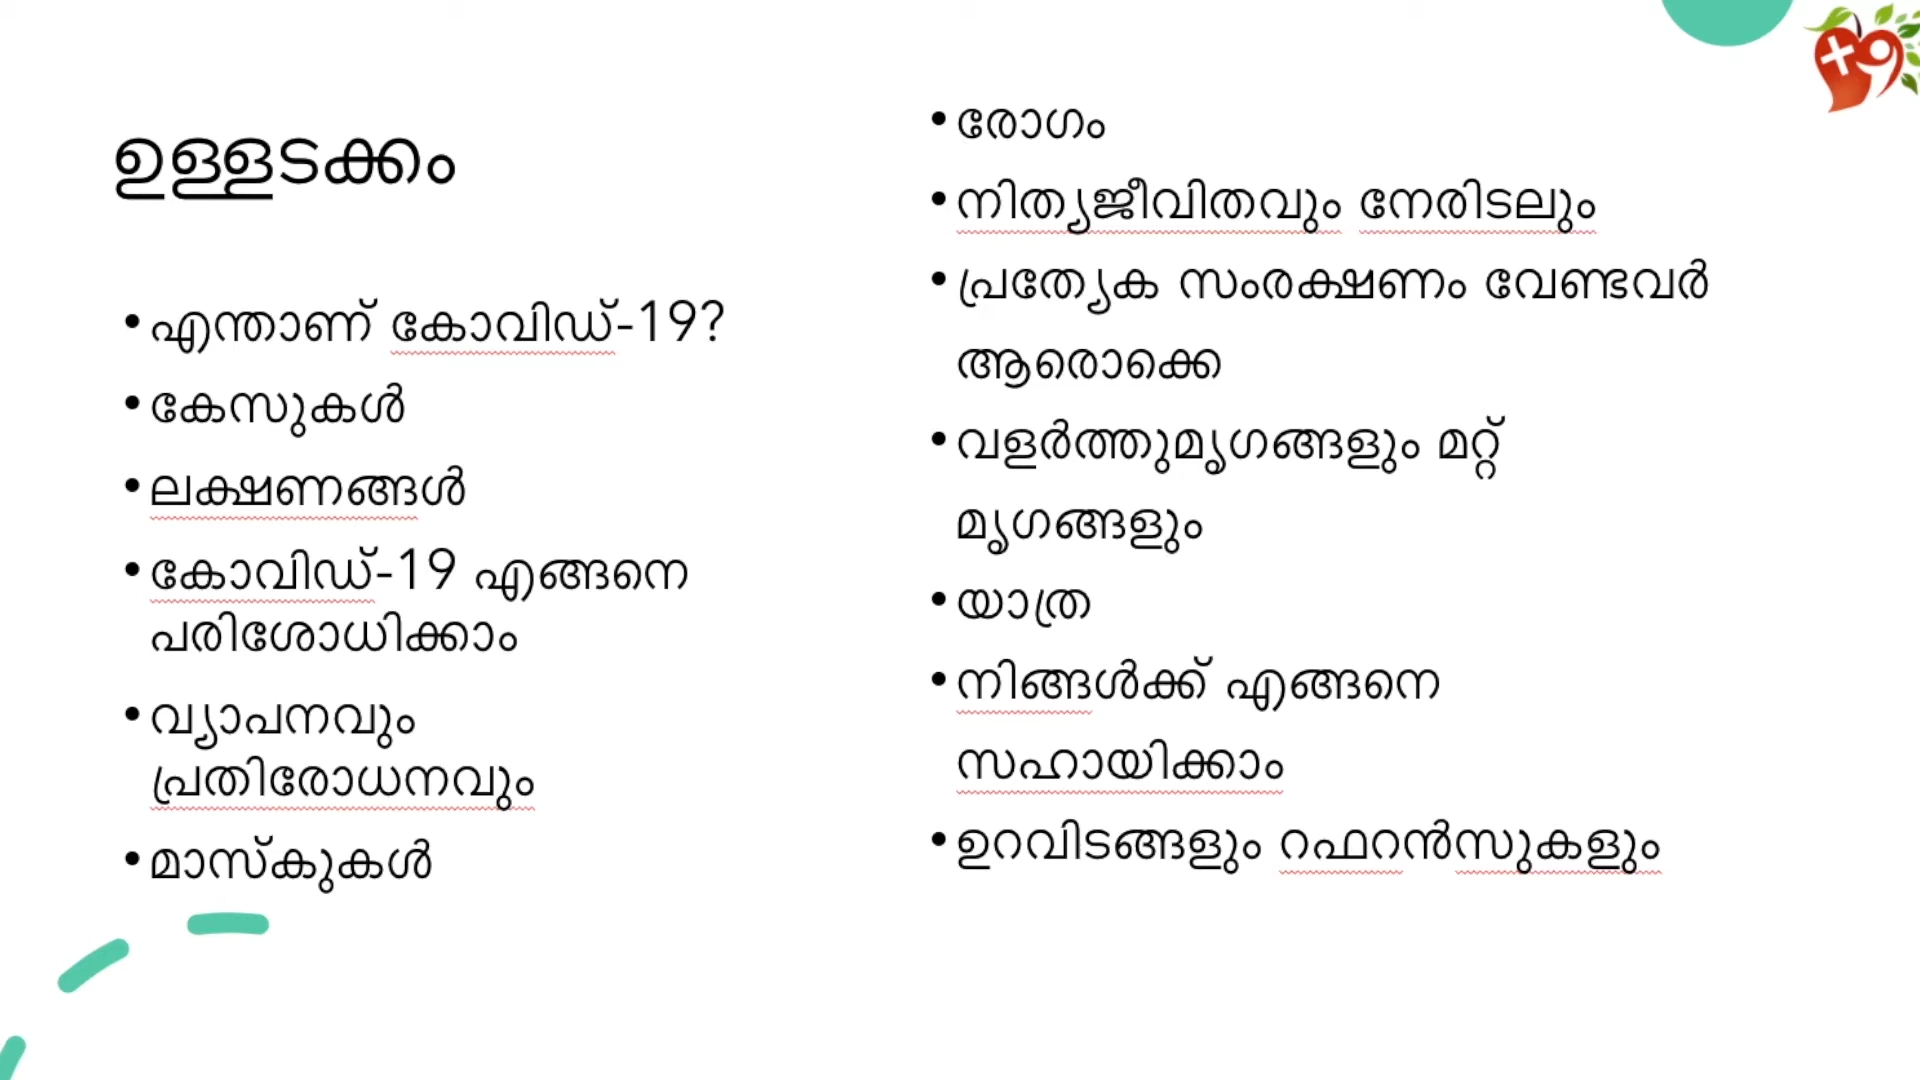 ഉള്ളടക്കം
•എന്താണ് കോവിഡ്-19?
•കേസുകൾ
•ലക്ഷണങ്ങൾ
•കോവിഡ്-19 എങ്ങനെ
പരിശോധിക്കാം
•വ്യാപനവും
പ്രതിരോധനവും
•മാസ്കുകൾ
•രോഗം
•നിത്യജീവിതവും നേരിടലും
•പ്രത്യേക സംരക്ഷണം വേണ്ടവർ
ആരൊക്കെ
•വളർത്തുമൃഗങ്ങളും മറ്റ്
മൃഗങ്ങളും
•യാത്ര
•നിങ്ങൾക്ക് എങ്ങനെ
സഹായിക്കാം
•ഉറവിടങ്ങളും റഫറൻസുകളും